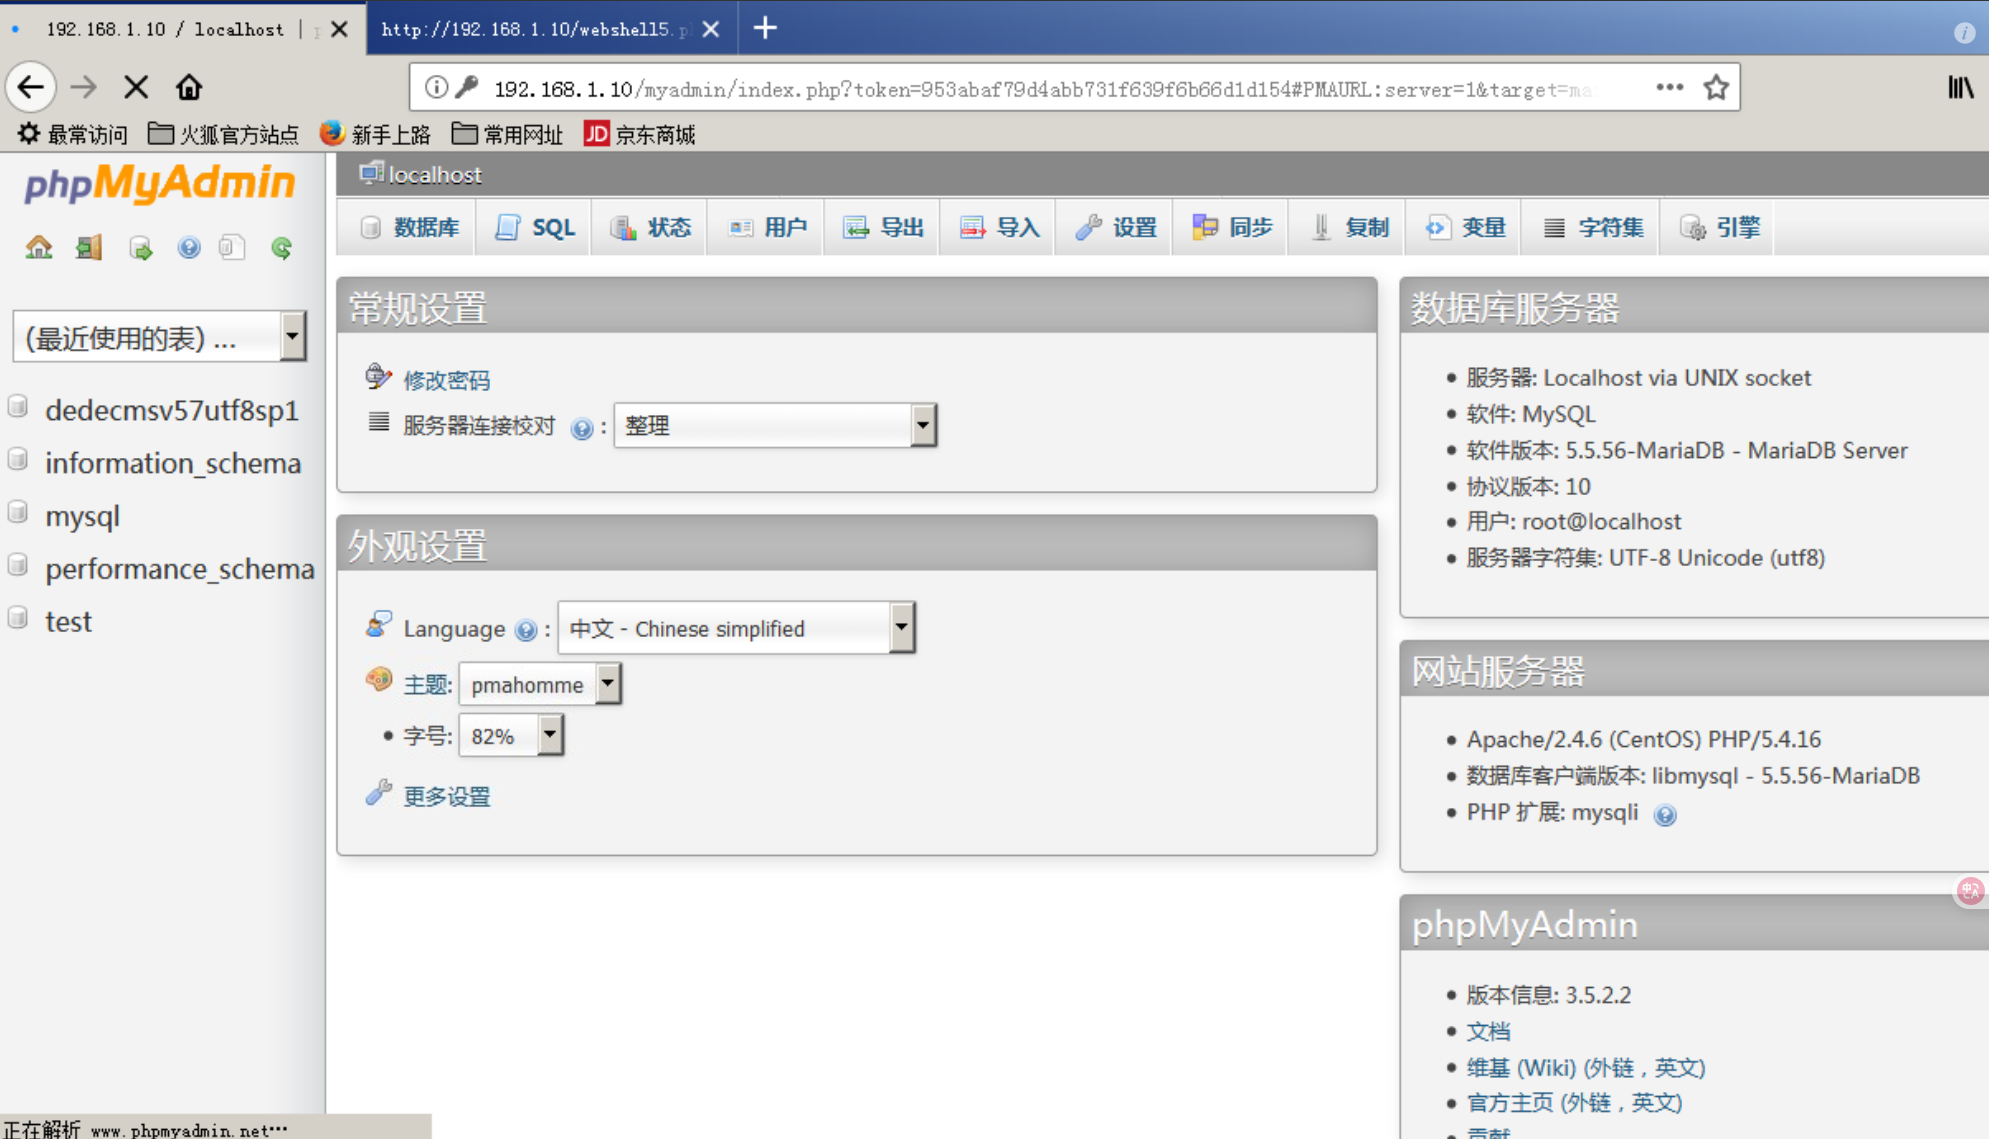 192.168.1.10 / localhost |
http://192.168.1.10/webshell5.p
192.168.1.10/myadmin/index.php?token=953abaf79d4abb731f639f6b66d1d154#PMAURL:server=1&target=ma
最常访问 火狐官方站点 新手上路 常用网址 JD 京东商城
phpMyAdmin
(最近使用的表) ...
dedecmsv57utf8sp1
information_schema
mysql
performance_schema
test
localhost
数据库 SQL 状态 用户 导出 导入 设置 同步 复制 变量 字符集 引擎
常规设置
修改密码
服务器连接校对 : 整理
外观设置
Language : 中文 - Chinese simplified
主题: pmahomme
字号: 82%
更多设置
数据库服务器
服务器: Localhost via UNIX socket
软件: MySQL
软件版本: 5.5.56-MariaDB - MariaDB Server
协议版本: 10
用户: root@localhost
服务器字符集: UTF-8 Unicode (utf8)
网站服务器
Apache/2.4.6 (CentOS) PHP/5.4.16
数据库客户端版本: libmysql - 5.5.56-MariaDB
PHP 扩展: mysqli
phpMyAdmin
版本信息: 3.5.2.2
文档
维基 (Wiki) (外链，英文)
官方主页 (外链，英文)
贡献
正在解析 www.phpmyadmin.net…